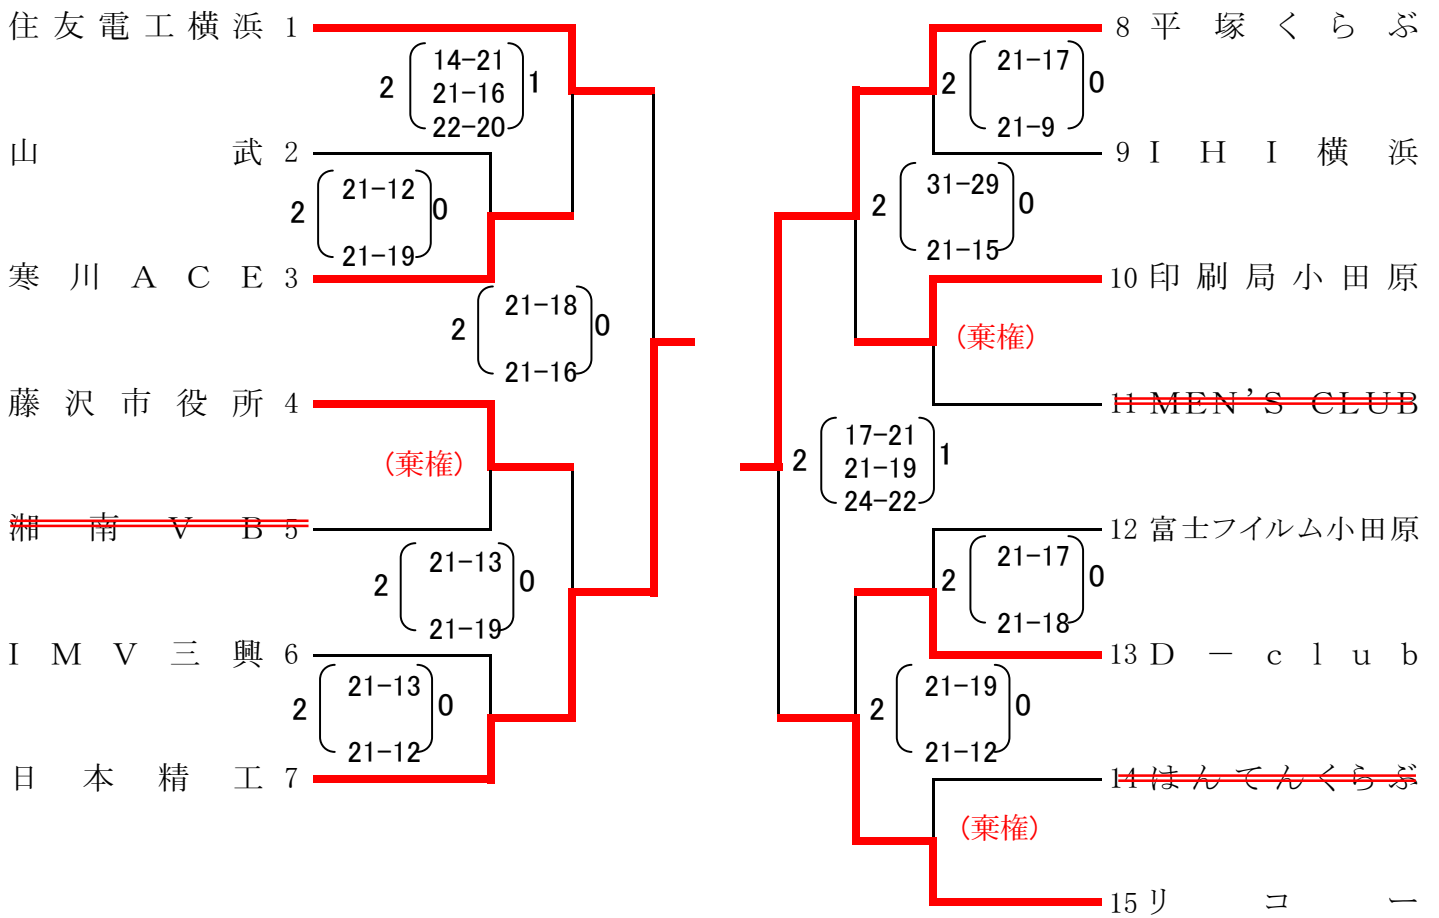 住友電工横浜 1
2 14-21 1
21-16
22-20
山武 2
2 21-12 0
21-19
寒川ACE 3
2 21-18 0
21-16
藤沢市役所 4
(棄権)
湘南VB 5
2 21-13 0
21-19
IMV三興 6
2 21-13 0
21-12
日本精工 7
8 平塚くらぶ
2 21-17 0
21-9
9 IHI横浜
2 31-29 0
21-15
10 印刷局小田原
(棄権)
11 MEN'S CLUB
2 17-21 1
21-19
24-22
12 富士フイルム小田原
2 21-17 0
21-18
13 D-club
2 21-19 0
21-12
14 はんてんくらぶ
(棄権)
15 リコー